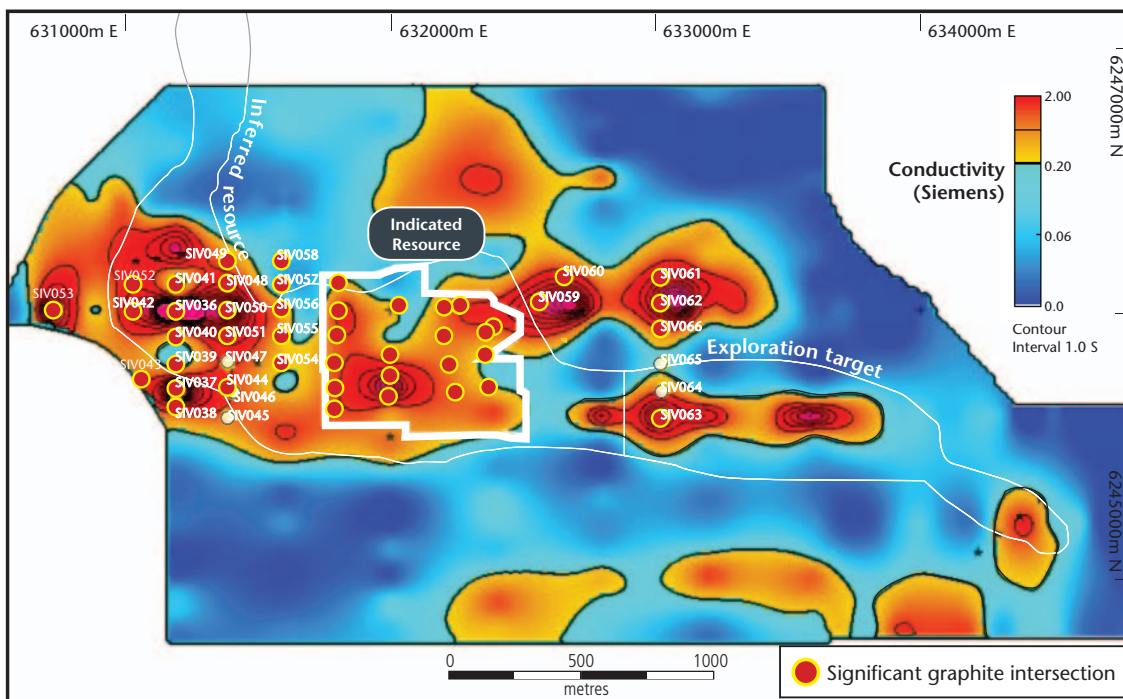 631000m E
632000m E
633000m E
634000m E
6247000m N
6245000m N
Conductivity
(Siemens)
2.00
0.20
0.06
0.0
Contour
Interval 1.0 S
Inferred resource
Indicated
Resource
Exploration target
SIV049
SIV058
SIV052
SIV041
SIV048
SIV057
SIV060
SIV061
SIV053
SIV042
SIV036
SIV050
SIV056
SIV059
SIV062
SIV040
SIV051
SIV055
SIV066
SIV043
SIV039
SIV047
SIV054
SIV065
SIV037
SIV044
SIV064
SIV046
SIV038
SIV045
SIV063
0
500
1000
metres
Significant graphite intersection